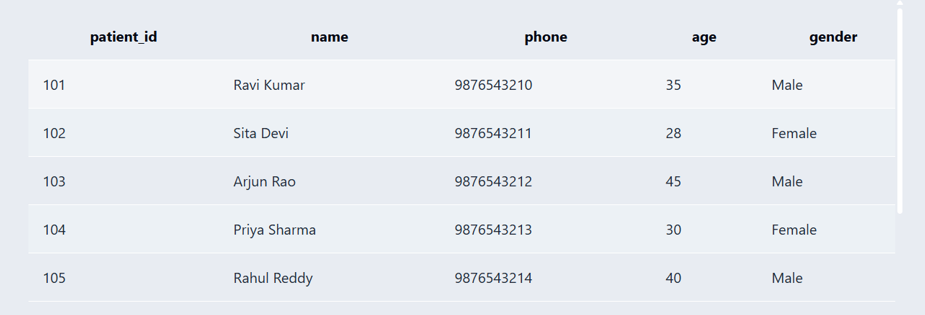 patient_id name phone age gender
101 Ravi Kumar 9876543210 35 Male
102 Sita Devi 9876543211 28 Female
103 Arjun Rao 9876543212 45 Male
104 Priya Sharma 9876543213 30 Female
105 Rahul Reddy 9876543214 40 Male